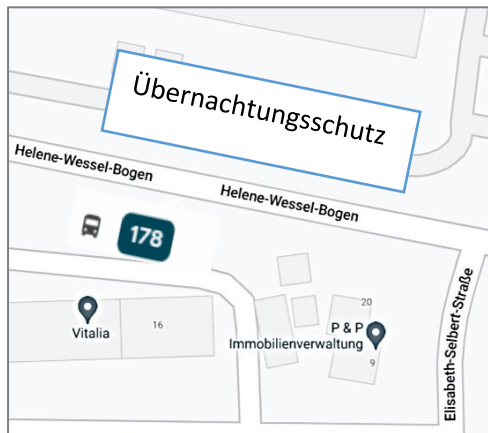 Übernachtungsschutz
Helene-Wessel-Bogen
Helene-Wessel-Bogen
178
Elisabeth-Selbert-Straße
Vitalia
16
20
P & P
Immobilienverwaltung
9